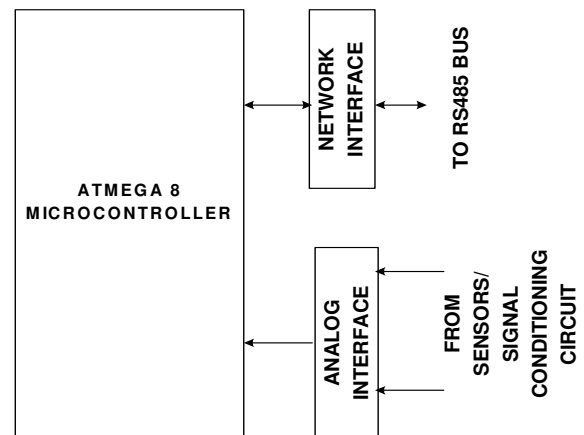 ATMEGA 8
MICROCONTROLLER
NETWORK
INTERFACE
TO RS485 BUS
ANALOG
INTERFACE
FROM
SENSORS/
SIGNAL
CONDITIONING
CIRCUIT